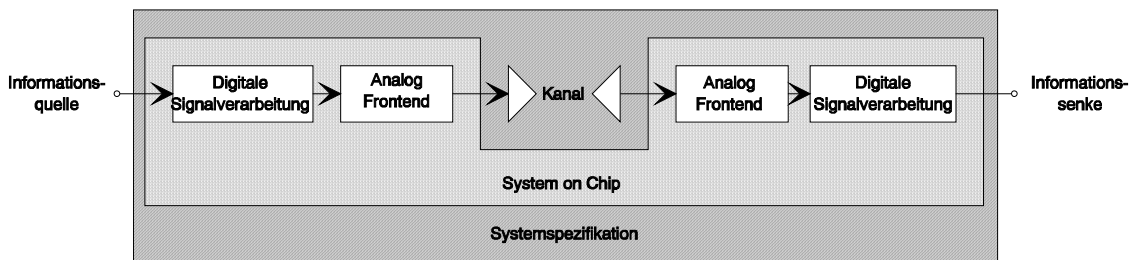 Informations-
quelle
Digitale
Signalverarbeitung
Analog
Frontend
Kanal
Analog
Frontend
Digitale
Signalverarbeitung
Informations-
senke
System on Chip
Systemspezifikation